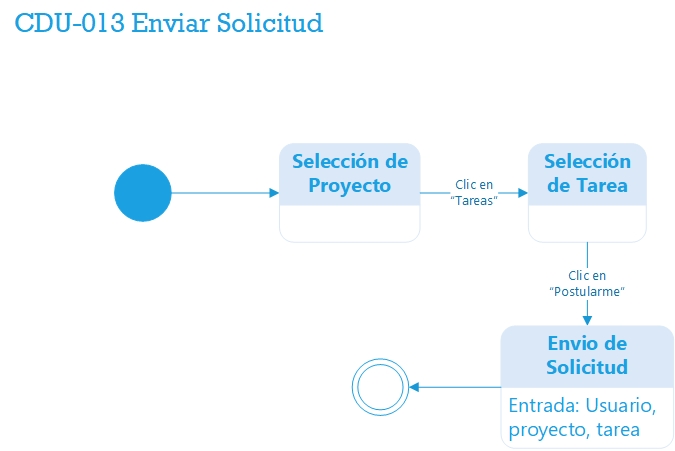 CDU-013 Enviar Solicitud
Selección de
Proyecto
Clic en
“Tareas”
Selección
de Tarea
Clic en
“Postularme”
Envio de
Solicitud
Entrada: Usuario,
proyecto, tarea